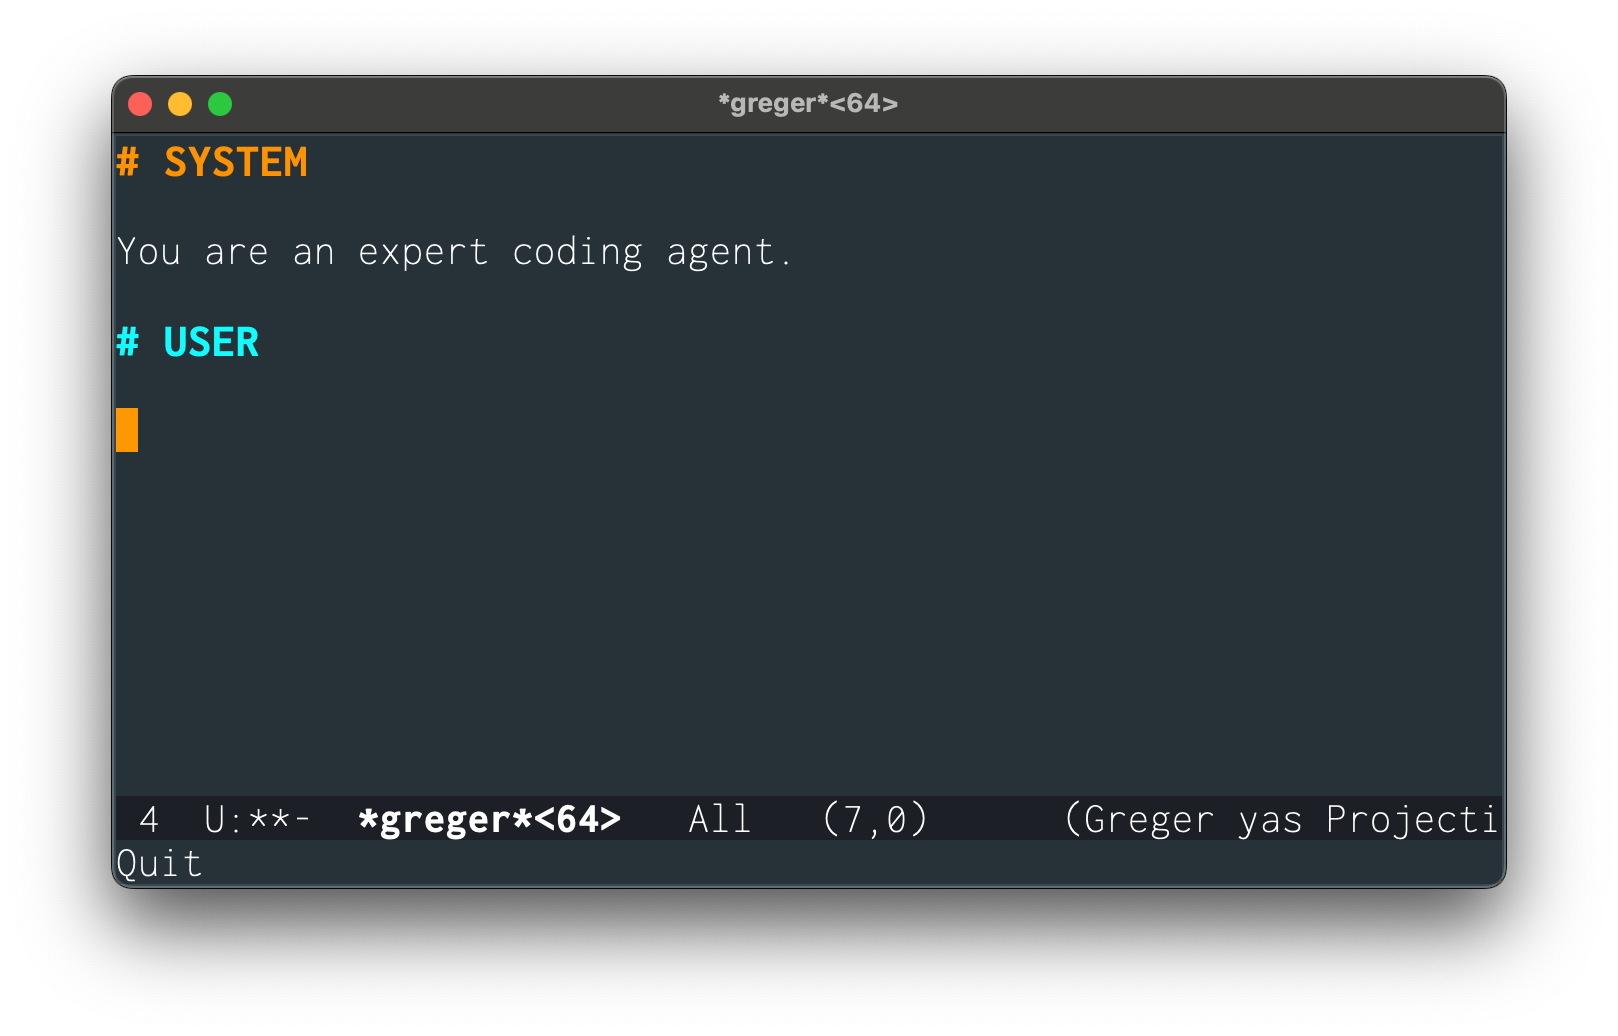 *greger*<64>
# SYSTEM
You are an expert coding agent.
# USER
4 U:**- *greger*<64> All (7,0) (Greger yas Projecti
Quit